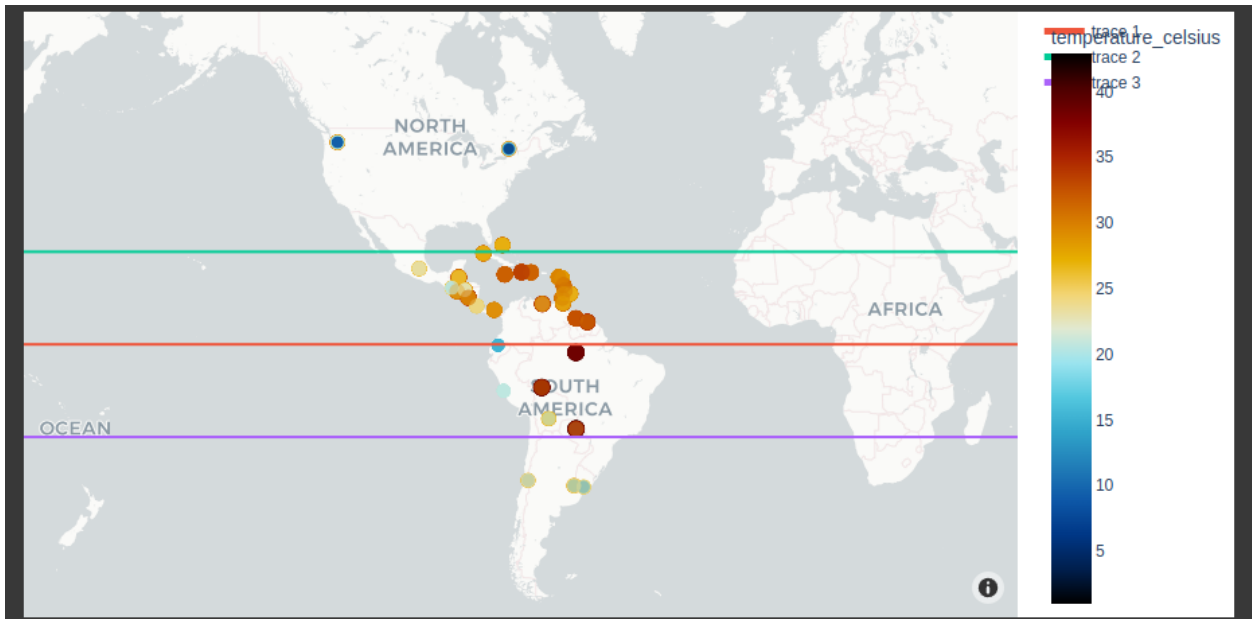 NORTH
AMERICA
AFRICA
SOUTH
AMERICA
OCEAN
trace 1
temperature_celsius
trace 2
trace 3
40
35
30
25
20
15
10
5